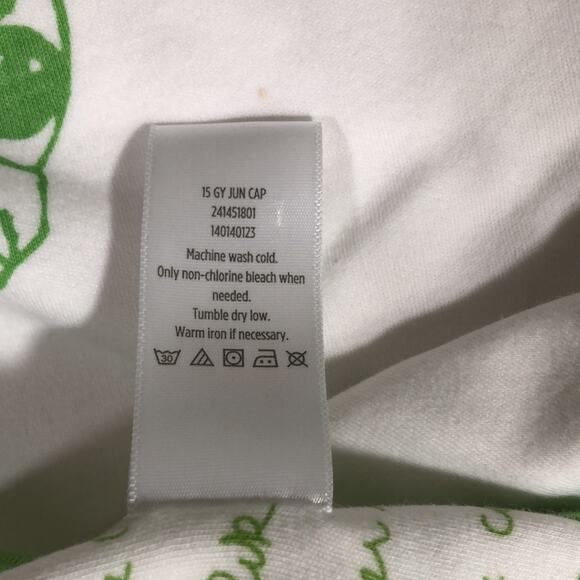 15 GY JUN CAP
241451801
140140123
Machine wash cold.
Only non-chlorine bleach when
needed.
Tumble dry low.
Warm iron if necessary.
30